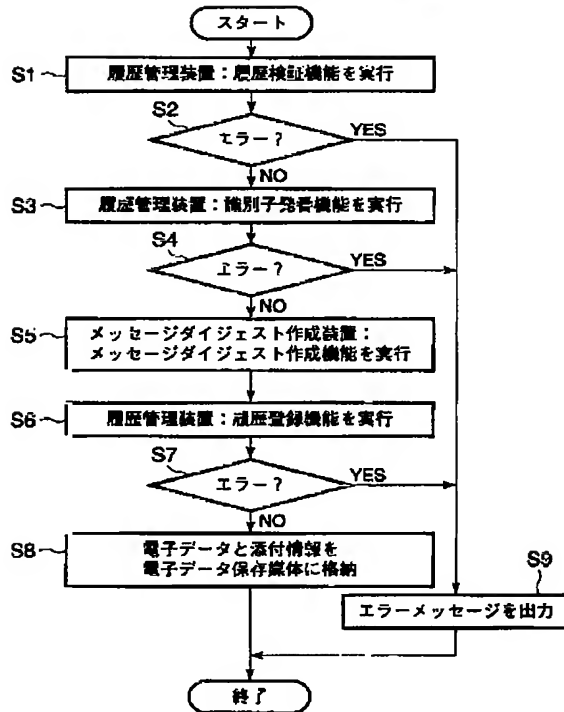 スタート
S1
履歴管理装置：履歴検証機能を実行
S2
エラー？
YES
NO
S3
履歴管理装置：識別子発番機能を実行
S4
エラー？
YES
NO
S5
メッセージダイジェスト作成装置：
メッセージダイジェスト作成機能を実行
S6
履歴管理装置：履歴登録機能を実行
S7
エラー？
YES
NO
S8
電子データと添付情報を
電子データ保存媒体に格納
S9
エラーメッセージを出力
終了